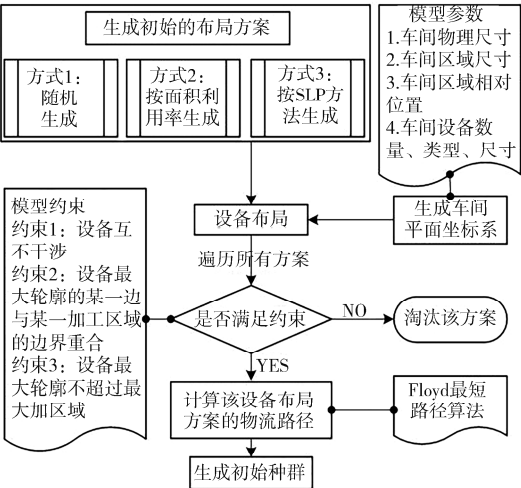 生成初始的布局方案
方式1：
随机
生成
方式2：
按面积利
用率生成
方式3：
按SLP方
法生成
模型参数
1.车间物理尺寸
2.车间区域尺寸
3.车间区域相对
位置
4.车间设备数
量、类型、尺寸
生成车间
平面坐标系
设备布局
遍历所有方案
模型约束
约束1：设备互
不干涉
约束2：设备最
大轮廓的某一边
与某一加工区域
的边界重合
约束3：设备最
大轮廓不超过最
大加区域
是否满足约束
NO
淘汰该方案
YES
计算该设备布局
方案的物流路径
Floyd最短
路径算法
生成初始种群